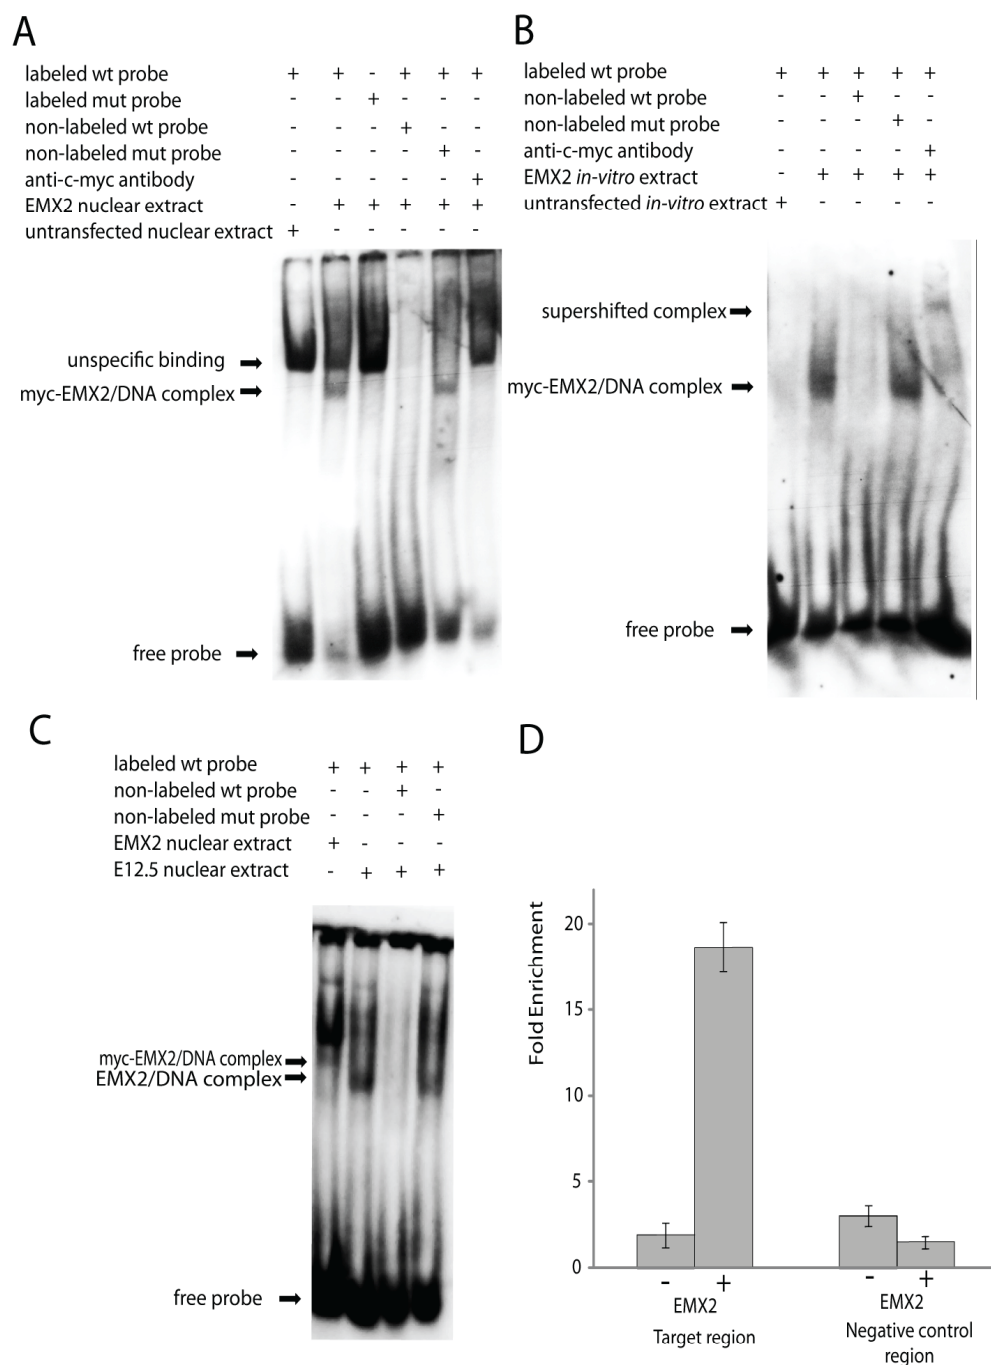 A
labeled wt probe + + - + + +
labeled mut probe - - + - - -
non-labeled wt probe - - - + - -
non-labeled mut probe - - - - + -
anti-c-myc antibody - - - - - +
EMX2 nuclear extract - + + + + +
untransfected nuclear extract + - - - - -
unspecific binding
myc-EMX2/DNA complex
free probe
B
labeled wt probe + + + + +
non-labeled wt probe - - + - -
non-labeled mut probe - - - + -
anti-c-myc antibody - - - - +
EMX2 in-vitro extract - + + + +
untransfected in-vitro extract + - - - -
supershifted complex
myc-EMX2/DNA complex
free probe
C
labeled wt probe + + + +
non-labeled wt probe - - + -
non-labeled mut probe - - - +
EMX2 nuclear extract + - - -
E12.5 nuclear extract - + + +
myc-EMX2/DNA complex
EMX2/DNA complex
free probe
D
Fold Enrichment
20
15
10
5
0
- + - +
EMX2 EMX2
Target region Negative control
region